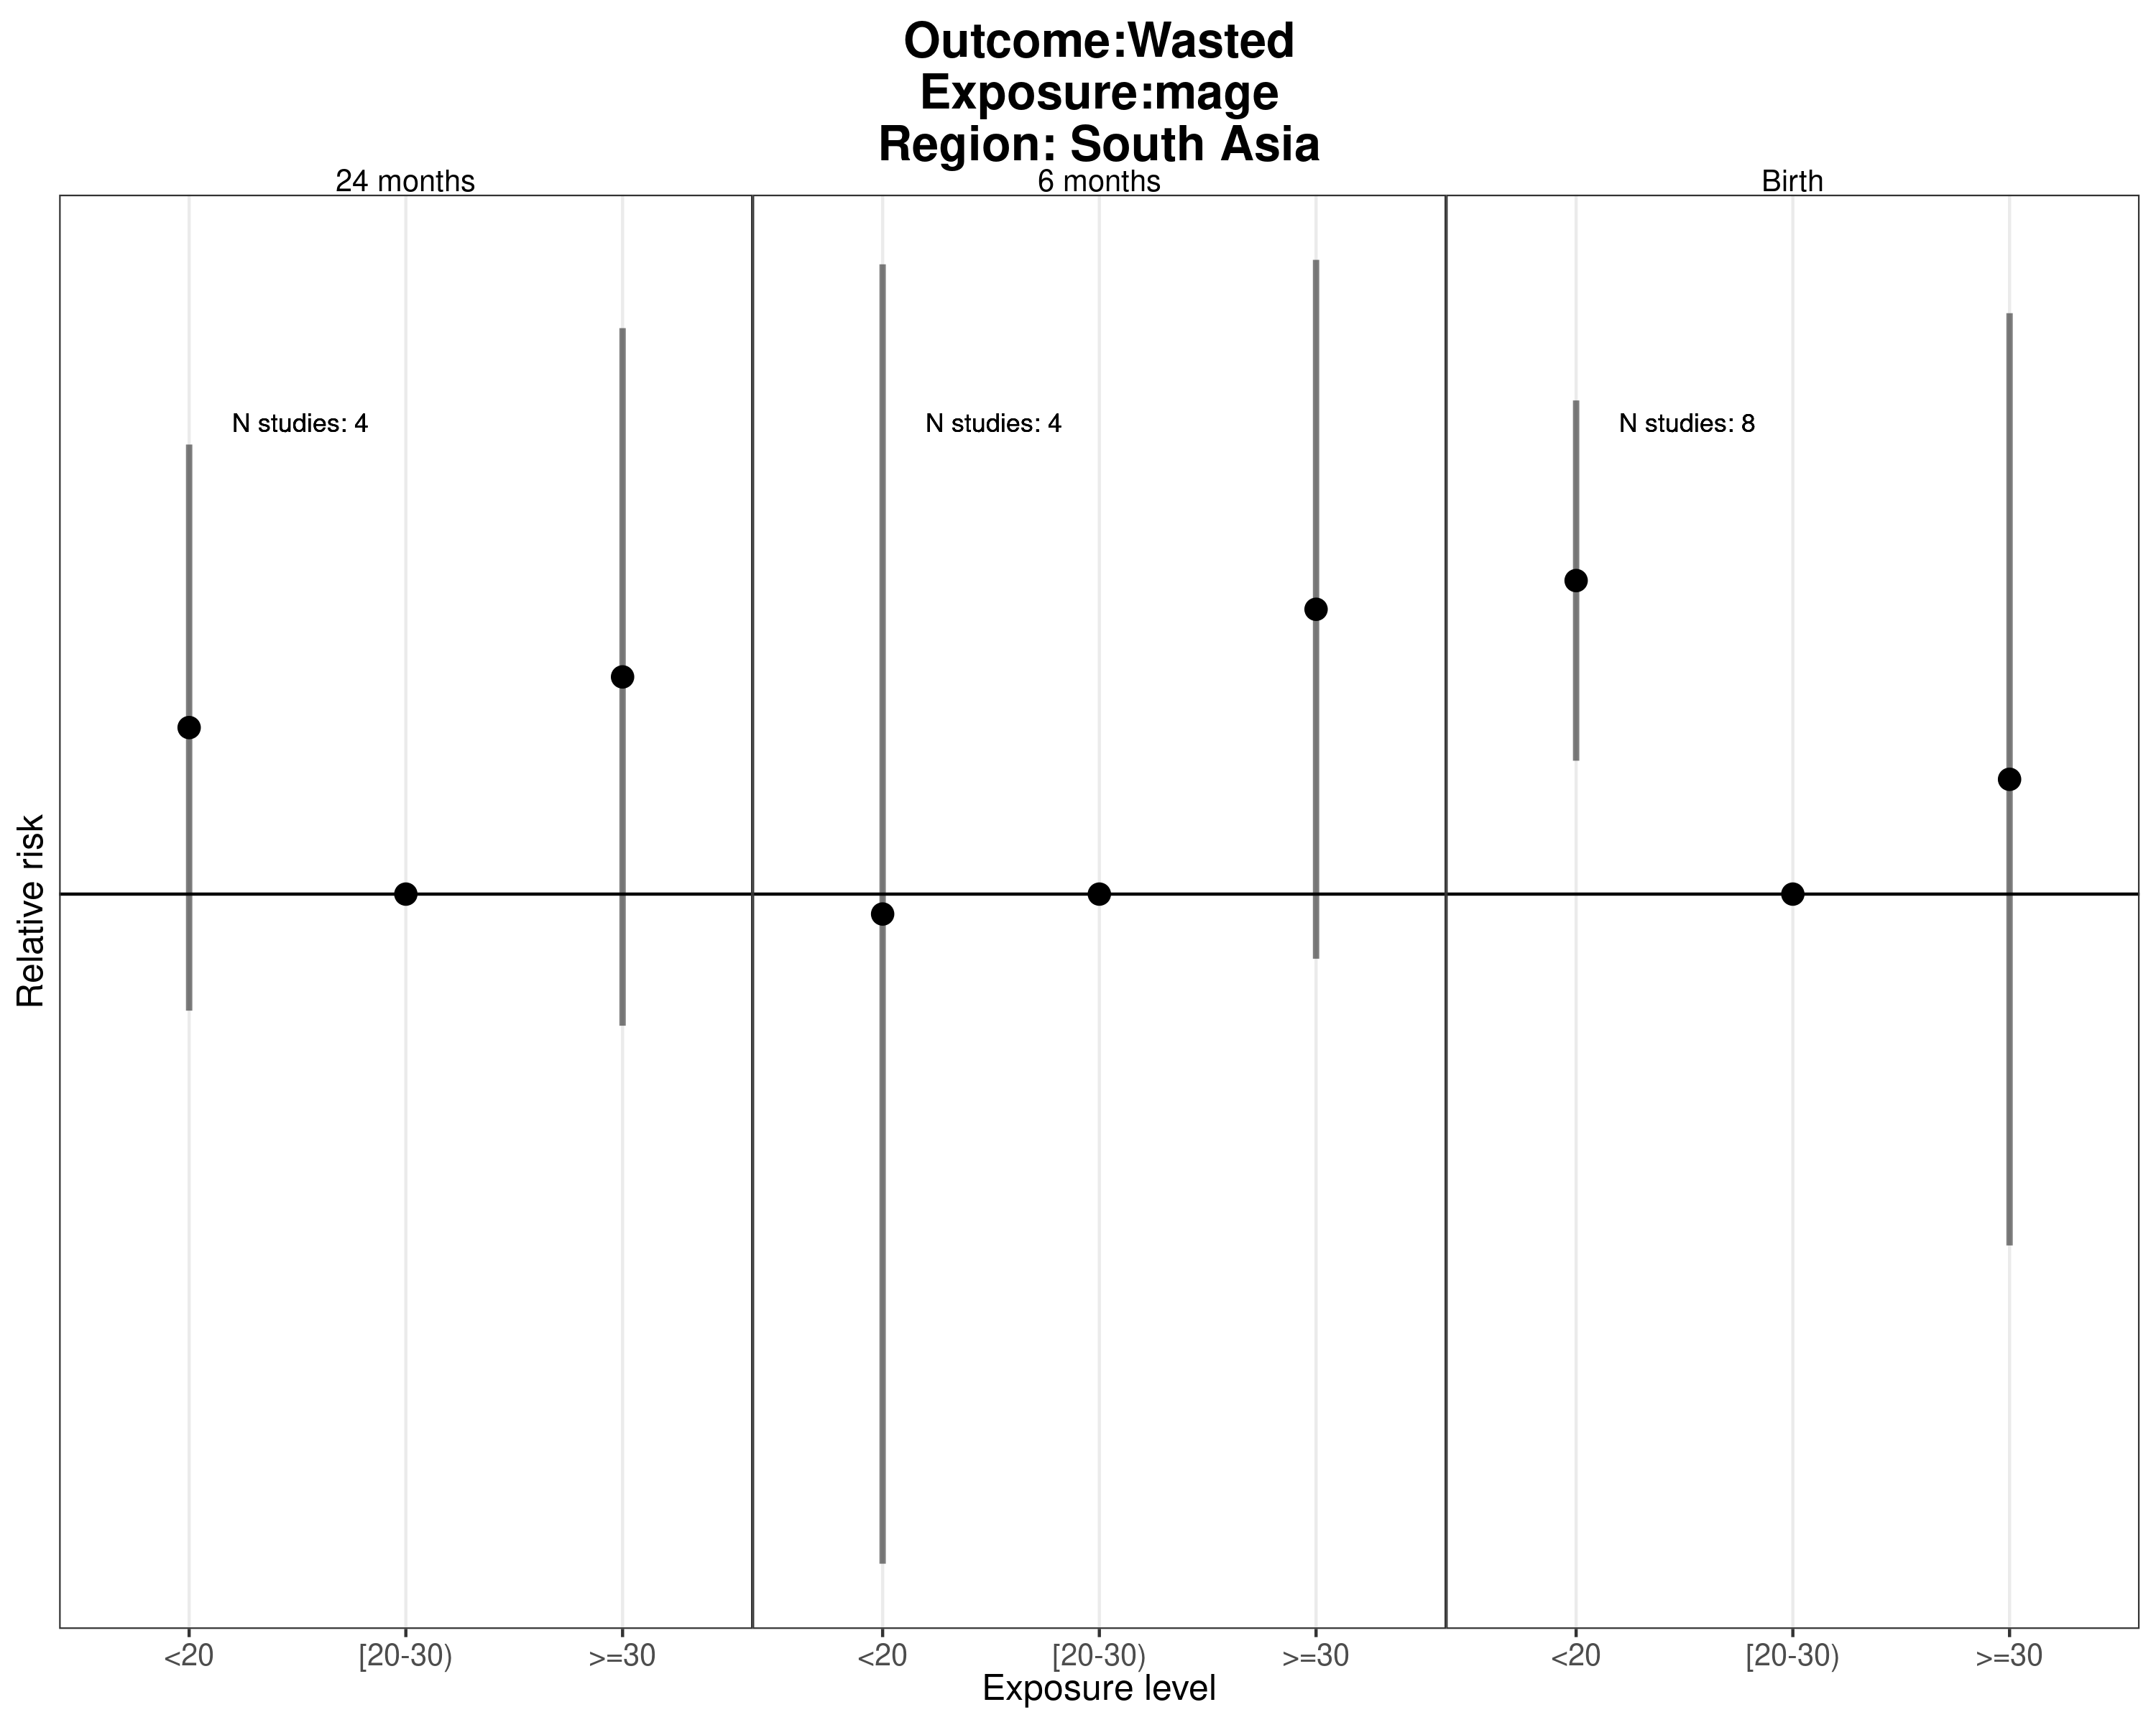 Outcome:Wasted
Exposure:mage
Region: South Asia
24 months
6 months
Birth
N studies: 4
N studies: 4
N studies: 8
Relative risk
<20
[20-30)
>=30
<20
[20-30)
>=30
<20
[20-30)
>=30
Exposure level